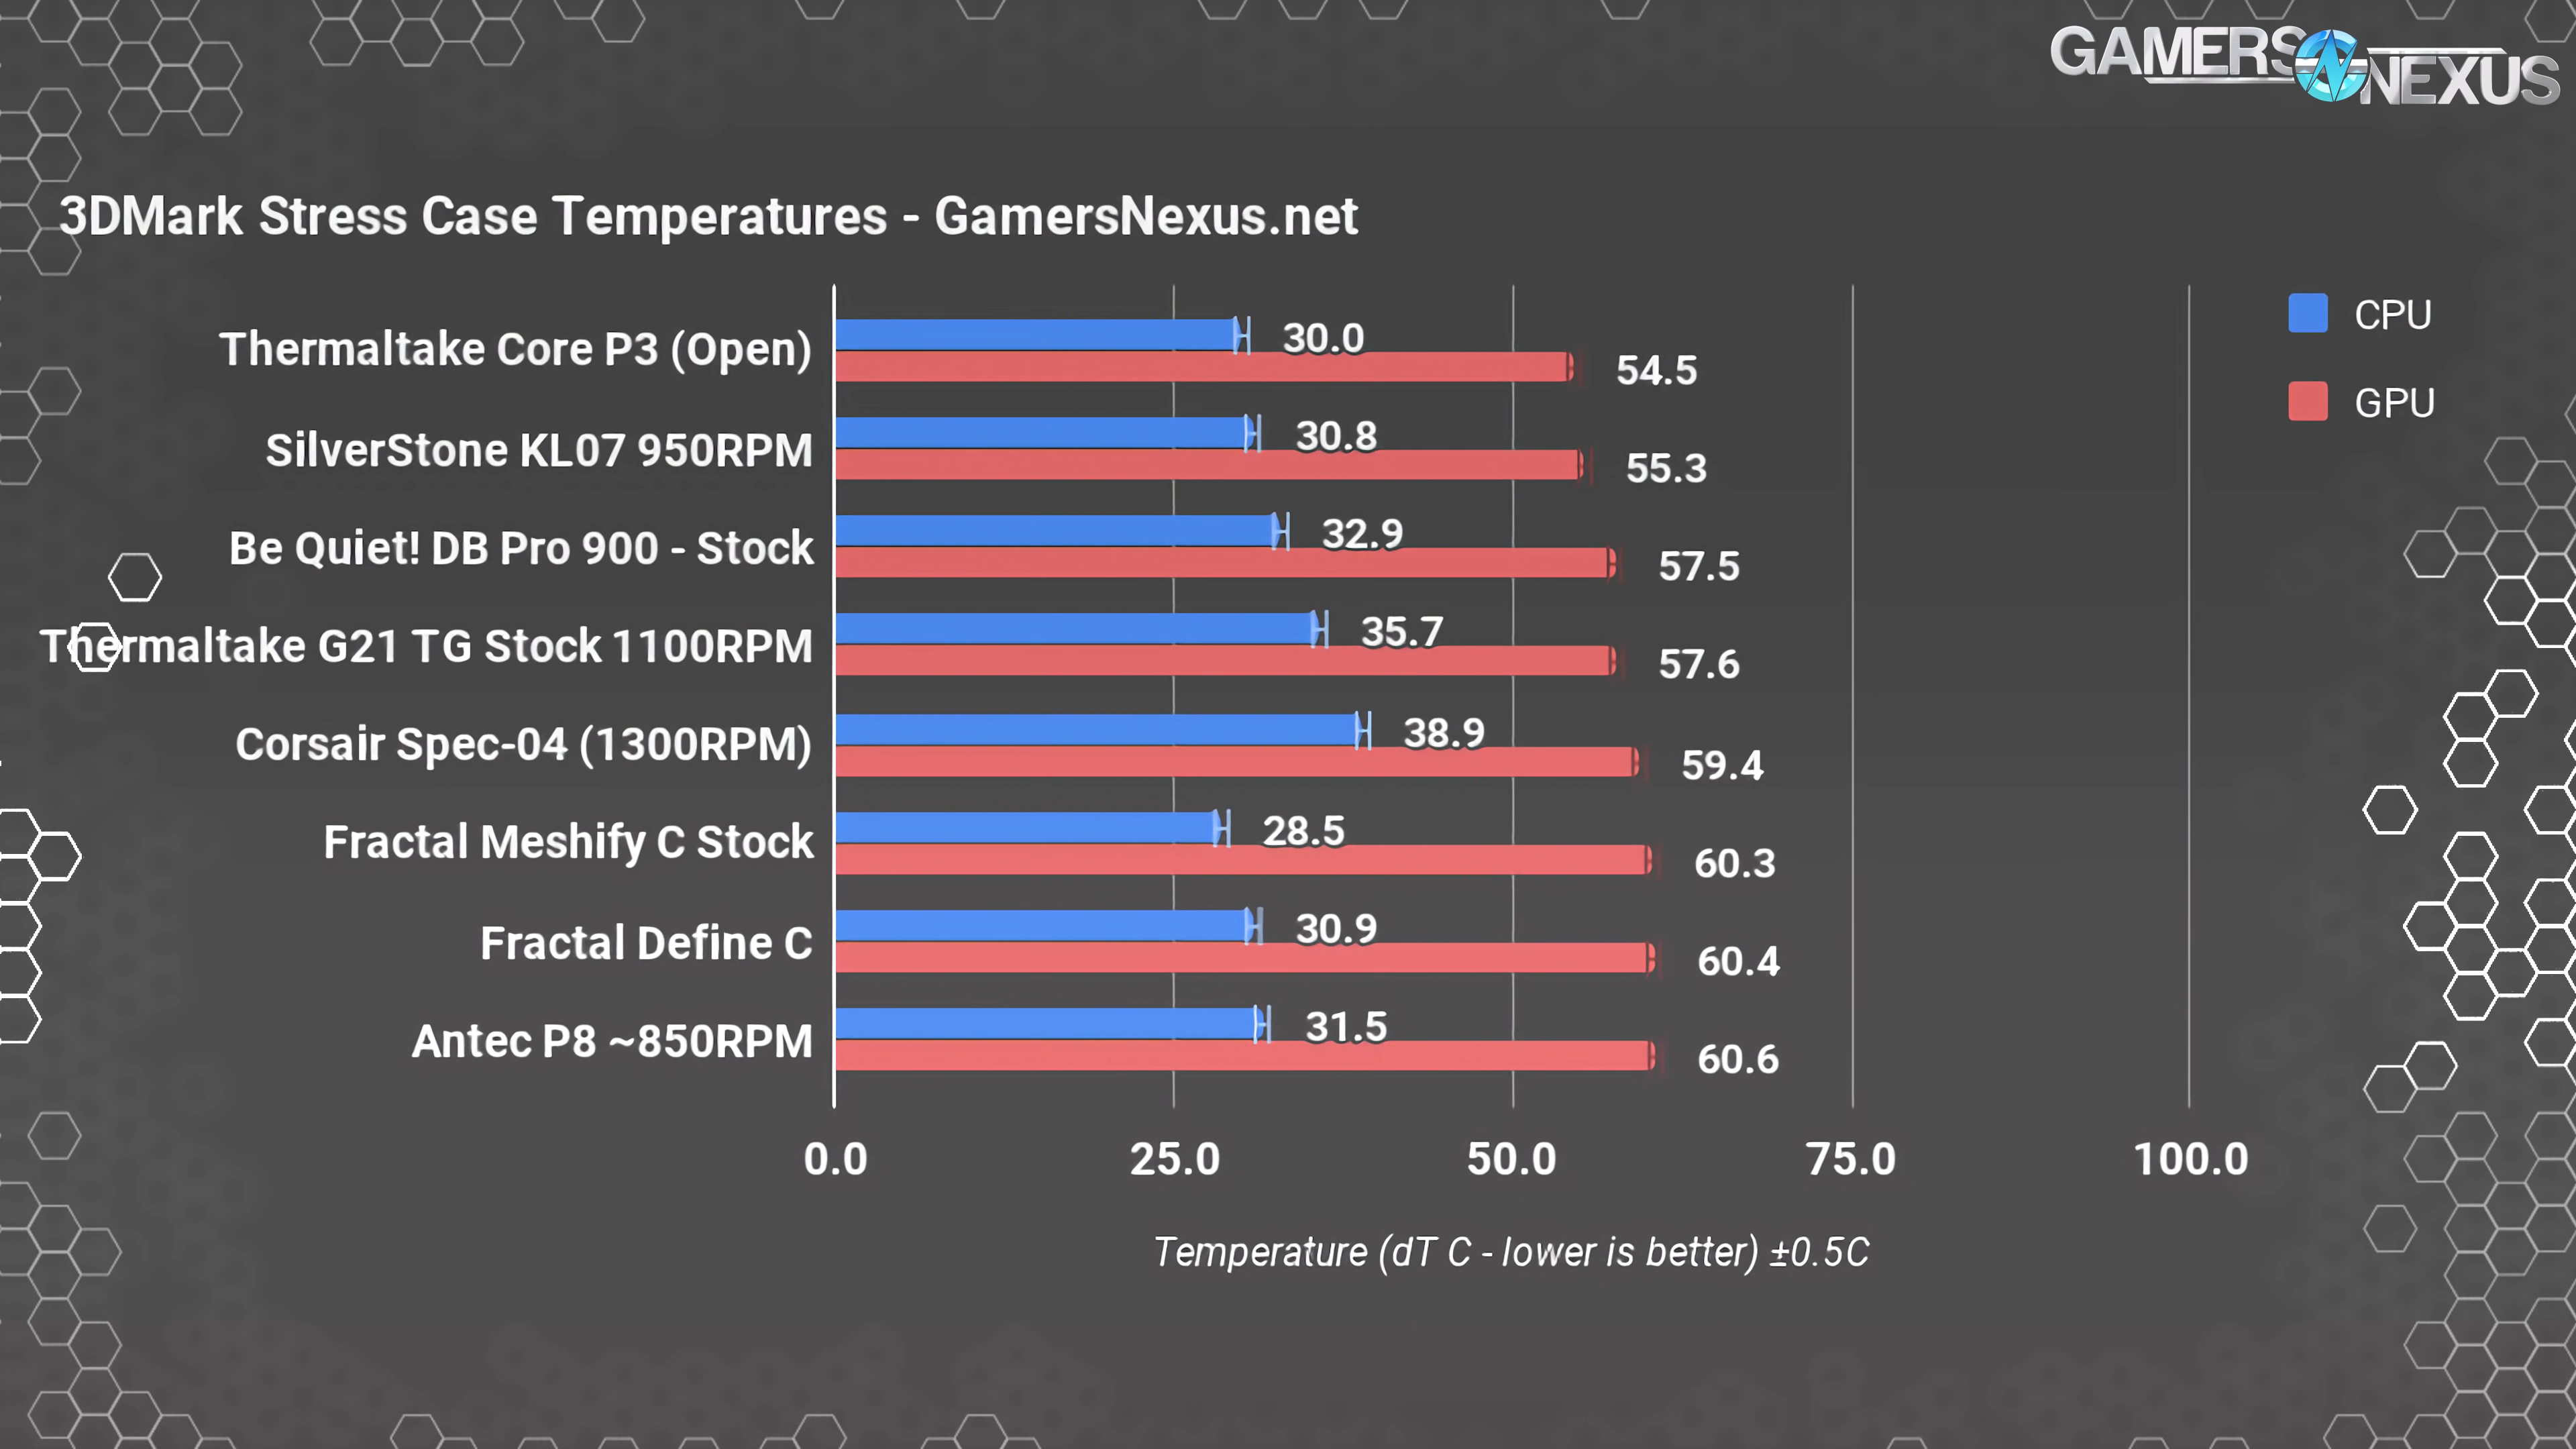 GAMERS NEXUS
3DMark Stress Case Temperatures - GamersNexus.net
CPU
GPU
Thermaltake Core P3 (Open) 30.0 54.5
SilverStone KL07 950RPM 30.8 55.3
Be Quiet! DB Pro 900 - Stock 32.9 57.5
Thermaltake G21 TG Stock 1100RPM 35.7 57.6
Corsair Spec-04 (1300RPM) 38.9 59.4
Fractal Meshify C Stock 28.5 60.3
Fractal Define C 30.9 60.4
Antec P8 ~850RPM 31.5 60.6
0.0 25.0 50.0 75.0 100.0
Temperature (dT C - lower is better) ±0.5C